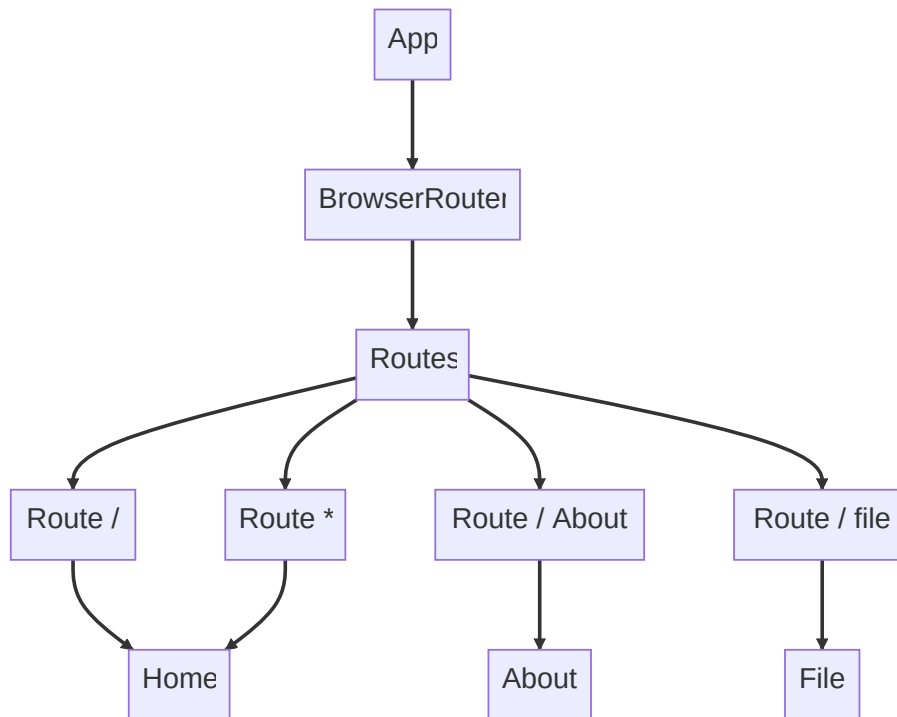 App
BrowserRouter
Routes
Route /
Route *
Route / About
Route / file
Home
About
File